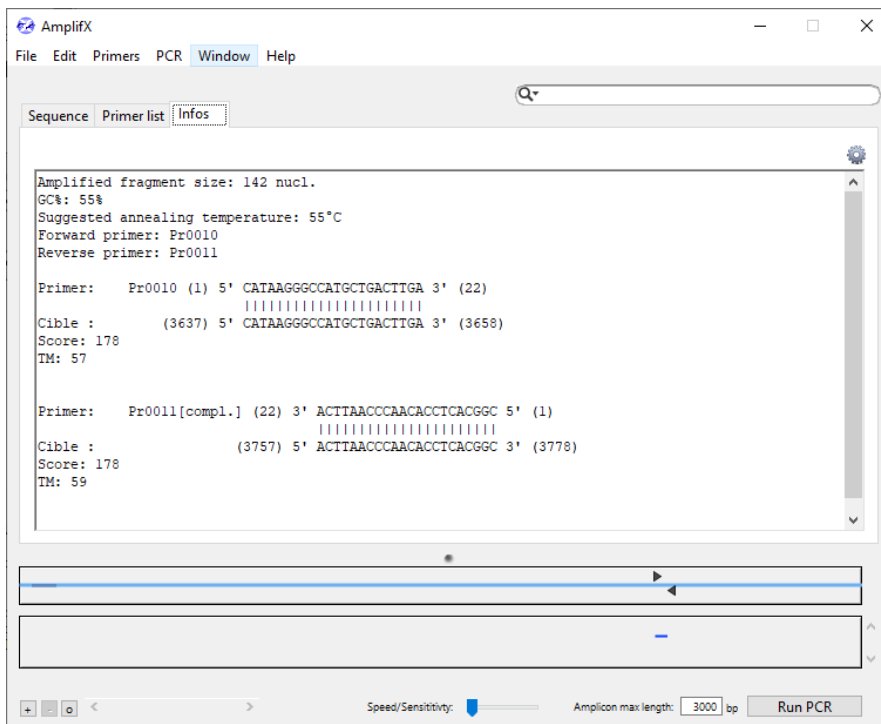 AmplifX
File Edit Primers PCR Window Help
Sequence Primer list Infos
Amplified fragment size: 142 nucl.
GC%: 55%
Suggested annealing temperature: 55°C
Forward primer: Pr0010
Reverse primer: Pr0011
Primer: Pr0010 (1) 5' CATAAGGGCCATGCTGACTTGA 3' (22)
||||||||||||||||||||||
Cible : (3637) 5' CATAAGGGCCATGCTGACTTGA 3' (3658)
Score: 178
TM: 57
Primer: Pr0011[compl.] (22) 3' ACTTAACCCAACACCTCACGGC 5' (1)
||||||||||||||||||||||
Cible : (3757) 5' ACTTAACCCAACACCTCACGGC 3' (3778)
Score: 178
TM: 59
+ - o Speed/Sensititivty: Amplicon max length: 3000 bp Run PCR